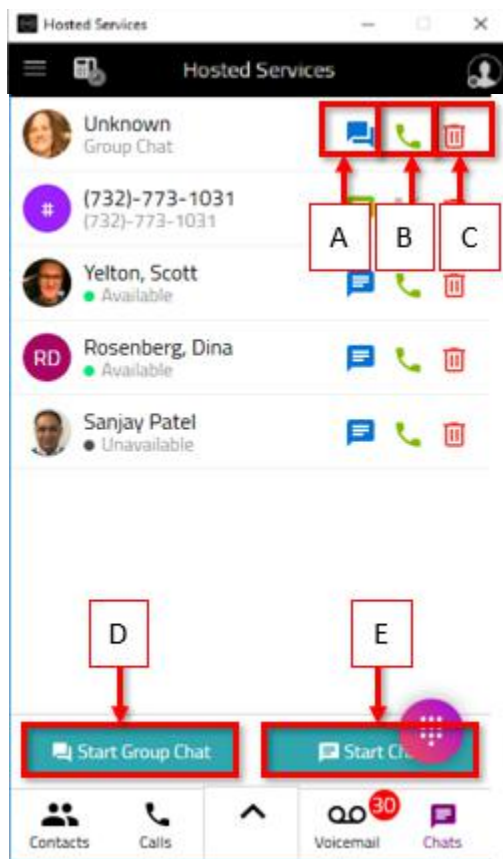 Hosted Services
Hosted Services
Unknown
Group Chat
#
(732)-773-1031
(732)-773-1031
A
B
C
Yelton, Scott
Available
RD
Rosenberg, Dina
Available
Sanjay Patel
Unavailable
D
E
Start Group Chat
Start
30
Contacts
Calls
Voicemail
Chats